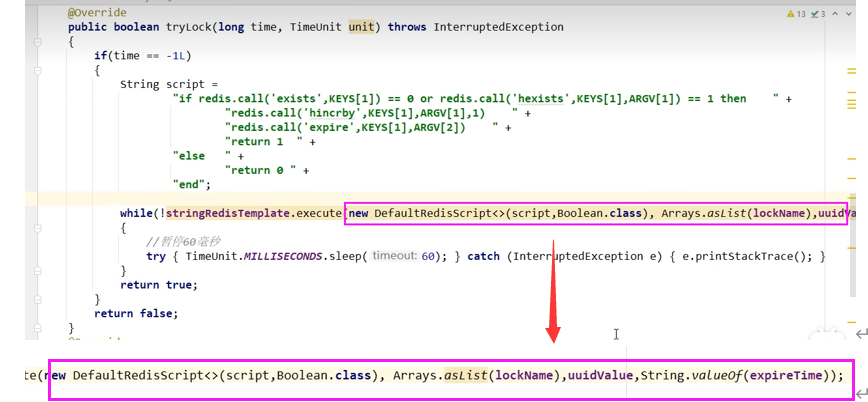 @Override
public boolean tryLock(long time, TimeUnit unit) throws InterruptedException
13 3
{
if(time == -1L)
{
String script =
"if redis.call('exists',KEYS[1]) == 0 or redis.call('hexists',KEYS[1],ARGV[1]) == 1 then " +
"redis.call('hincrby',KEYS[1],ARGV[1],1) " +
"redis.call('expire',KEYS[1],ARGV[2]) " +
"return 1 " +
"else " +
"return 0 " +
"end";
while(!stringRedisTemplate.execute(new DefaultRedisScript<>(script,Boolean.class), Arrays.asList(lockName),uuidVa
{
//暂停60毫秒
try { TimeUnit.MILLISECONDS.sleep( timeout: 60); } catch (InterruptedException e) { e.printStackTrace(); }
}
return true;
}
return false;
}
te(new DefaultRedisScript<>(script,Boolean.class), Arrays.asList(lockName),uuidValue,String.valueOf(expireTime));